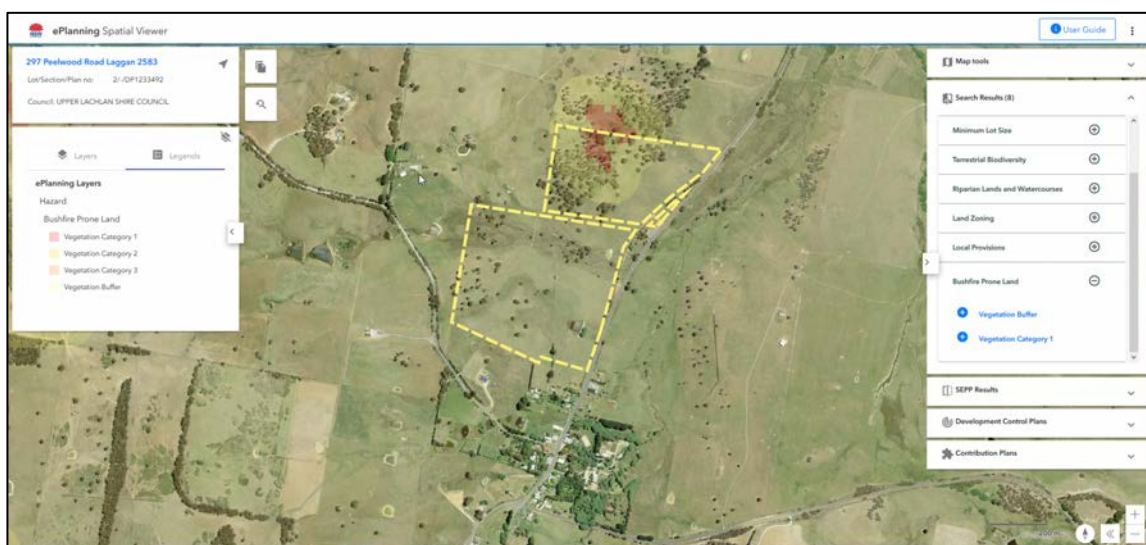 ePlanning Spatial Viewer
User Guide
297 Peelwood Road Laggan 2583
Lot/Section/Plan no: 2/-/DP1233492
Council: UPPER LACHLAN SHIRE COUNCIL
Layers
Legends
ePlanning Layers
Hazard
Bushfire Prone Land
Vegetation Category 1
Vegetation Category 2
Vegetation Category 3
Vegetation Buffer
Map tools
Search Results (8)
Minimum Lot Size
Terrestrial Biodiversity
Riparian Lands and Watercourses
Land Zoning
Local Provisions
Bushfire Prone Land
Vegetation Buffer
Vegetation Category 1
SEPP Results
Development Control Plans
Contribution Plans